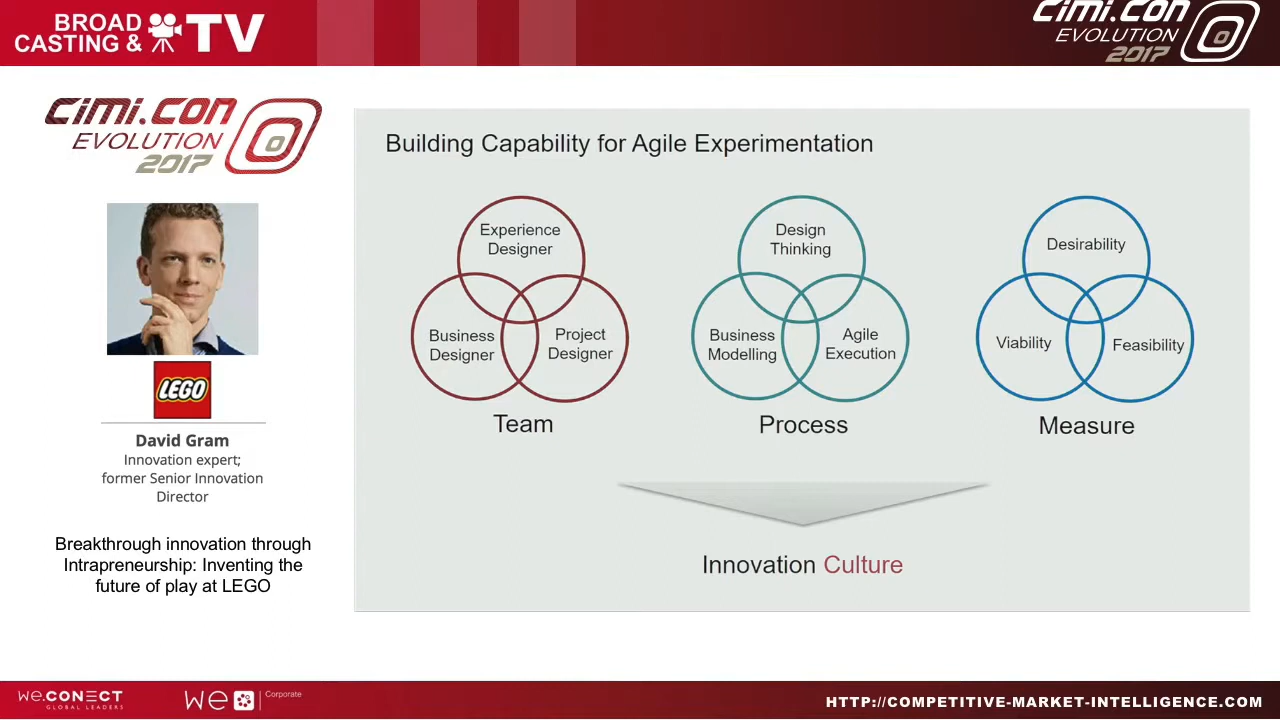 BROAD
CASTING & TV
cimi.con
EVOLUTION
2017
cimi.con
EVOLUTION
2017
LEGO
David Gram
Innovation expert;
former Senior Innovation
Director
Breakthrough innovation through
Intrapreneurship: Inventing the
future of play at LEGO
Building Capability for Agile Experimentation
Experience
Designer
Business
Designer
Project
Designer
Team
Design
Thinking
Business
Modelling
Agile
Execution
Process
Desirability
Viability
Feasibility
Measure
Innovation Culture
we.CONECT
GLOBAL LEADERS
we
Corporate
HTTP://COMPETITIVE-MARKET-INTELLIGENCE.COM